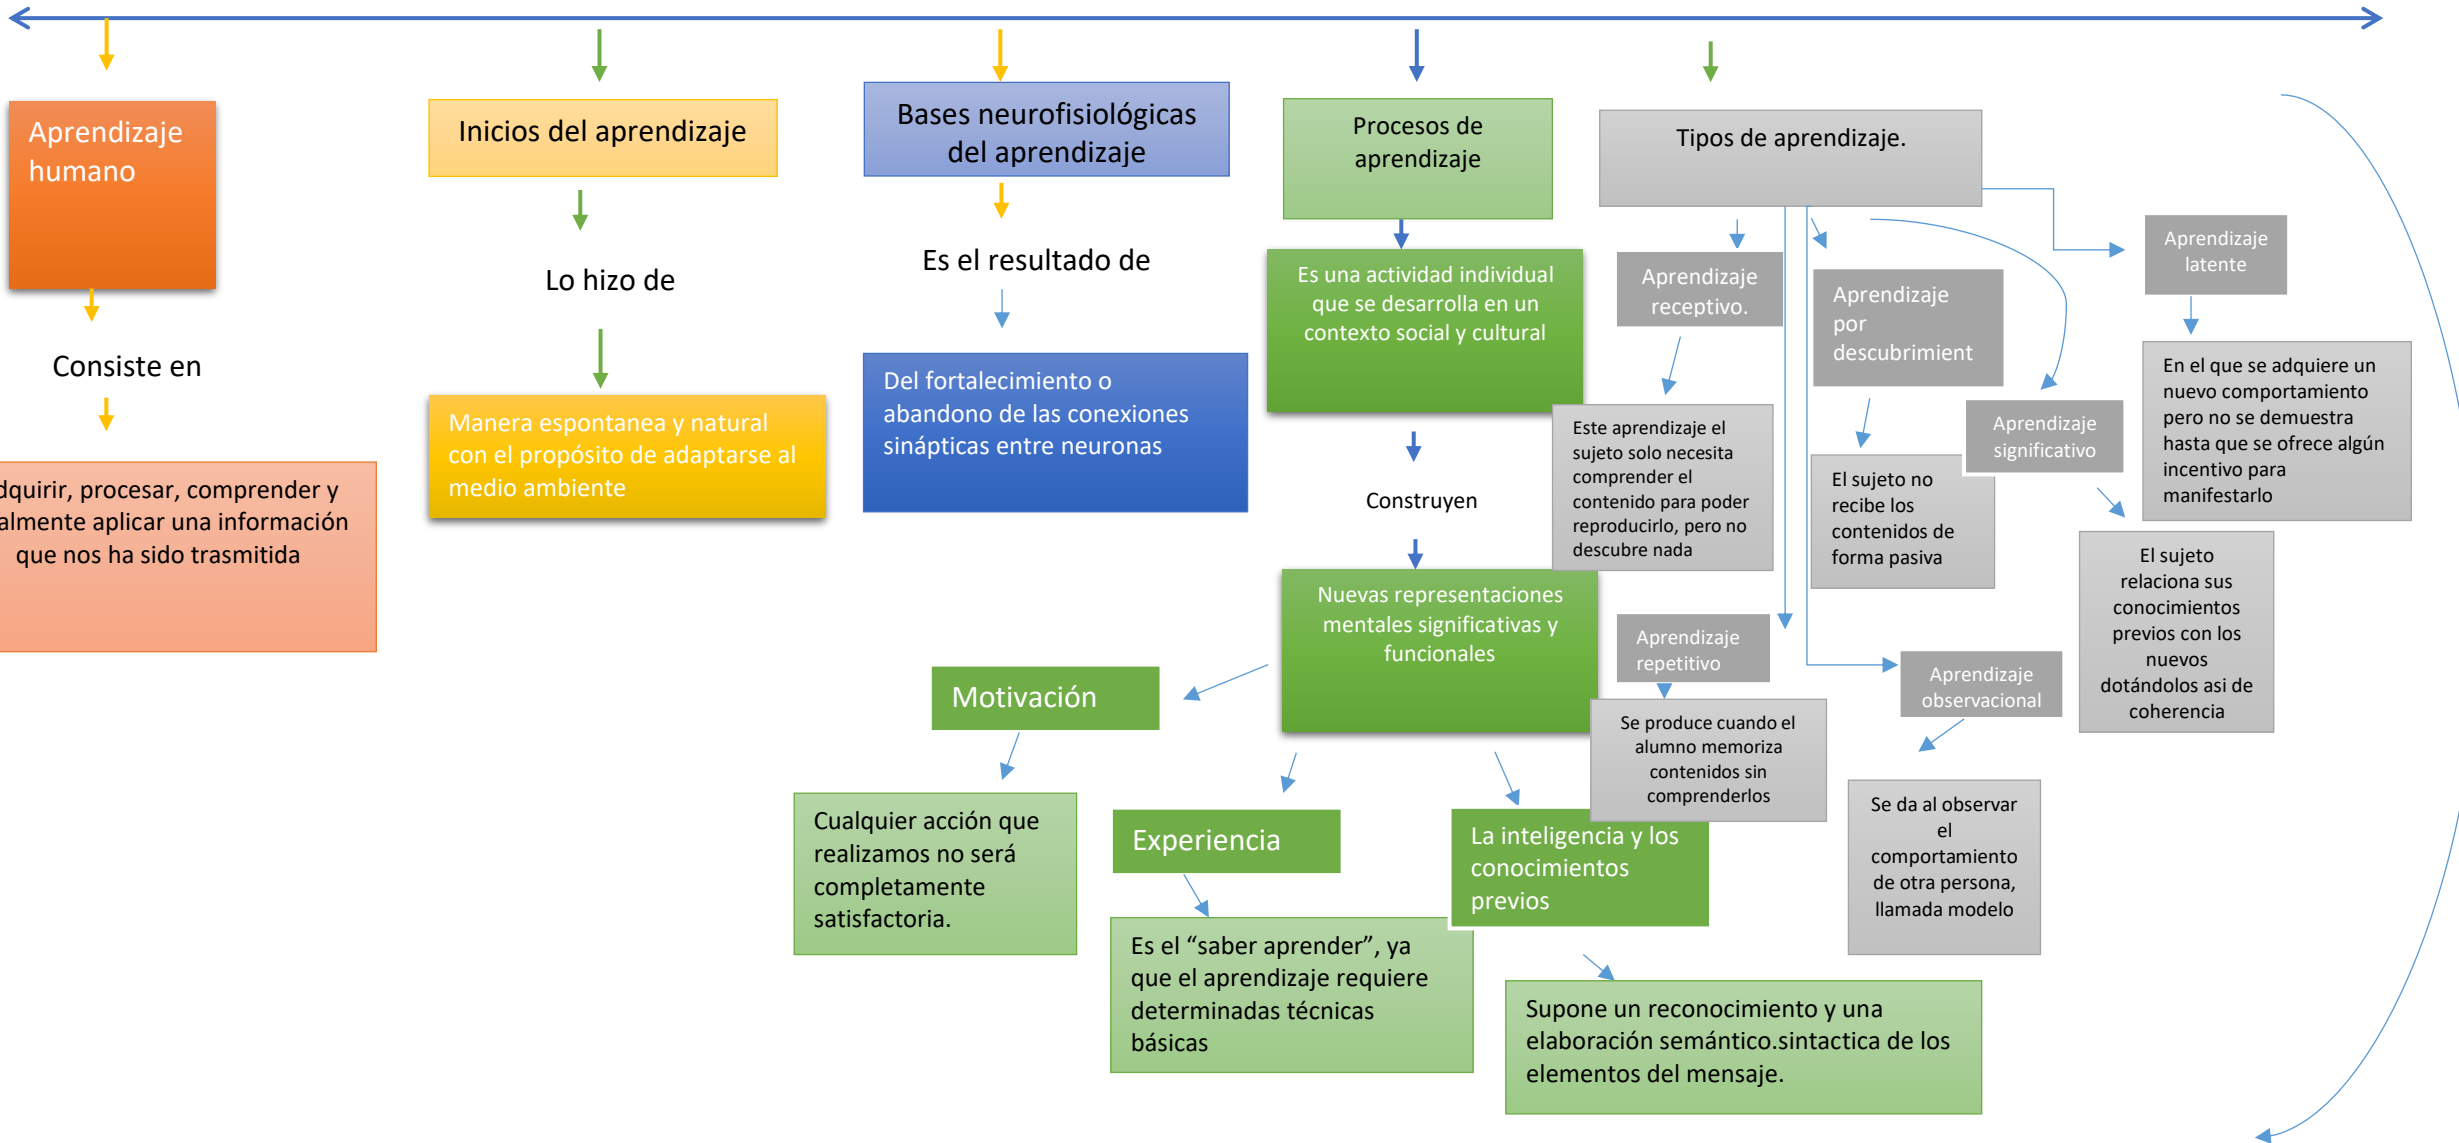 Aprendizaje
humano
Consiste en
dquirir, procesar, comprender y
almente aplicar una información
que nos ha sido trasmitida
Inicios del aprendizaje
Lo hizo de
Manera espontanea y natural
con el propósito de adaptarse al
medio ambiente
Bases neurofisiológicas
del aprendizaje
Es el resultado de
Del fortalecimiento o
abandono de las conexiones
sinápticas entre neuronas
Procesos de
aprendizaje
Es una actividad individual
que se desarrolla en un
contexto social y cultural
Construyen
Nuevas representaciones
mentales significativas y
funcionales
Motivación
Cualquier acción que
realizamos no será
completamente
satisfactoria.
Experiencia
Es el “saber aprender”, ya
que el aprendizaje requiere
determinadas técnicas
básicas
La inteligencia y los
conocimientos
previos
Supone un reconocimiento y una
elaboración semántico.sintactica de los
elementos del mensaje.
Tipos de aprendizaje.
Aprendizaje
receptivo.
Este aprendizaje el
sujeto solo necesita
comprender el
contenido para poder
reproducirlo, pero no
descubre nada
Aprendizaje
por
descubrimient
El sujeto no
recibe los
contenidos de
forma pasiva
Aprendizaje
repetitivo
Se produce cuando el
alumno memoriza
contenidos sin
comprenderlos
Aprendizaje
significativo
El sujeto
relaciona sus
conocimientos
previos con los
nuevos
dotándolos asi de
coherencia
Aprendizaje
observacional
Se da al observar
el
comportamiento
de otra persona,
llamada modelo
Aprendizaje
latente
En el que se adquiere un
nuevo comportamiento
pero no se demuestra
hasta que se ofrece algún
incentivo para
manifestarlo